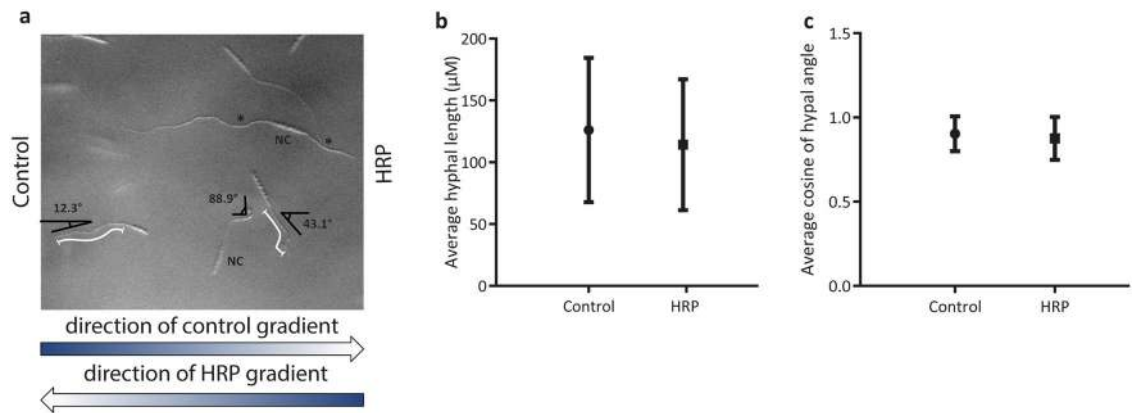 a
Control
HRP
*
*
NC
12.3°
88.9°
43.1°
NC
direction of control gradient
direction of HRP gradient
b
Average hyphal length (µM)
200
150
100
50
0
Control
HRP
c
Average cosine of hypal angle
1.5
1.0
0.5
0.0
Control
HRP